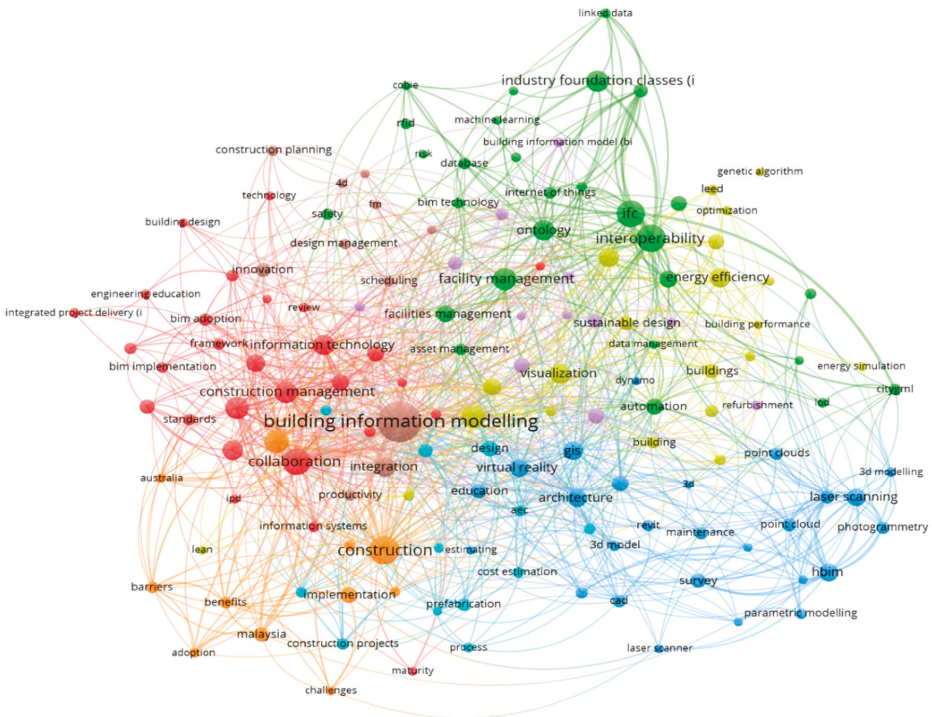 linked data
industry foundation classes (i
cobie
machine learning
rfid
building information model (bi
construction planning
risk
database
genetic algorithm
4d
internet of things
leed
technology
fm
bim technology
optimization
safety
building design
ontology
ifc
design management
interoperability
innovation
scheduling
facility management
energy efficiency
engineering education
integrated project delivery (i
review
bim adoption
facilities management
sustainable design
building performance
framework
information technology
asset management
data management
bim implementation
visualization
buildings
energy simulation
dynamo
citygml
construction management
automation
refurbishment
lod
standards
building information modelling
building
design
gis
point clouds
collaboration
integration
virtual reality
3d modelling
australia
education
3d
productivity
architecture
laser scanning
ipd
aec
information systems
revit
maintenance
point cloud
photogrammetry
lean
construction
estimating
3d model
cost estimation
hbim
barriers
survey
benefits
implementation
prefabrication
cad
parametric modelling
malaysia
construction projects
process
laser scanner
adoption
maturity
challenges